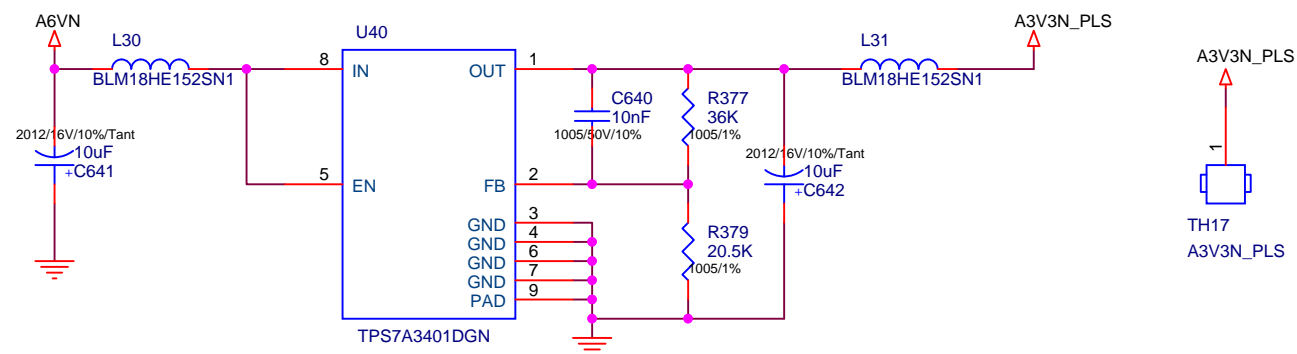 A6VN
L30
BLM18HE152SN1
2012/16V/10%/Tant
10uF
+C641
U40
8
IN
5
EN
OUT
1
FB
2
GND
3
GND
4
GND
6
GND
7
PAD
9
TPS7A3401DGN
C640
10nF
1005/50V/10%
R377
36K
1005/1%
R379
20.5K
1005/1%
2012/16V/10%/Tant
10uF
+C642
L31
BLM18HE152SN1
A3V3N_PLS
A3V3N_PLS
1
TH17
A3V3N_PLS